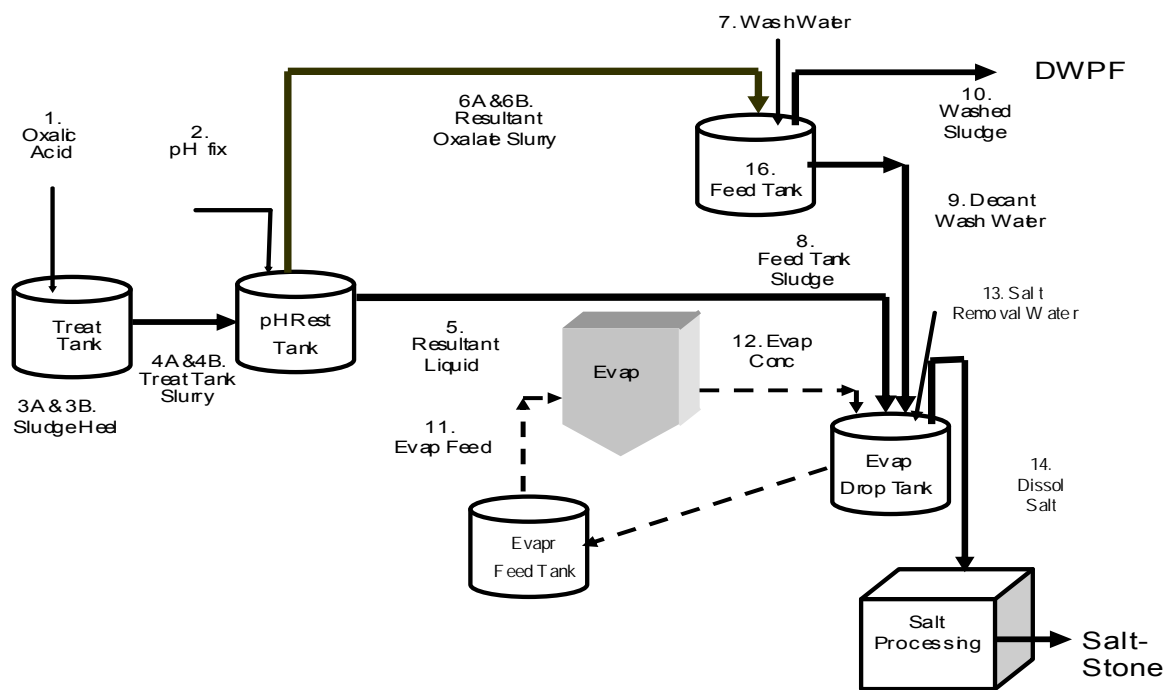 7. Wash Water
DWPF
10.
Washed
Sludge
6A & 6B.
Resultant
Oxalate Slurry
1.
Oxalic
Acid
2.
pH fix
16.
Feed Tank
9. Decant
Wash Water
8.
Feed Tank
Sludge
13. Salt
Removal Water
Treat
Tank
pH Rest
Tank
4A & 4B.
Treat Tank
Slurry
3A & 3B.
Sludge Heel
5.
Resultant
Liquid
Evap
12. Evap
Conc
11.
Evap Feed
Evap
Drop Tank
14.
Dissol
Salt
Evapr
Feed Tank
Salt
Processing
Salt-
Stone